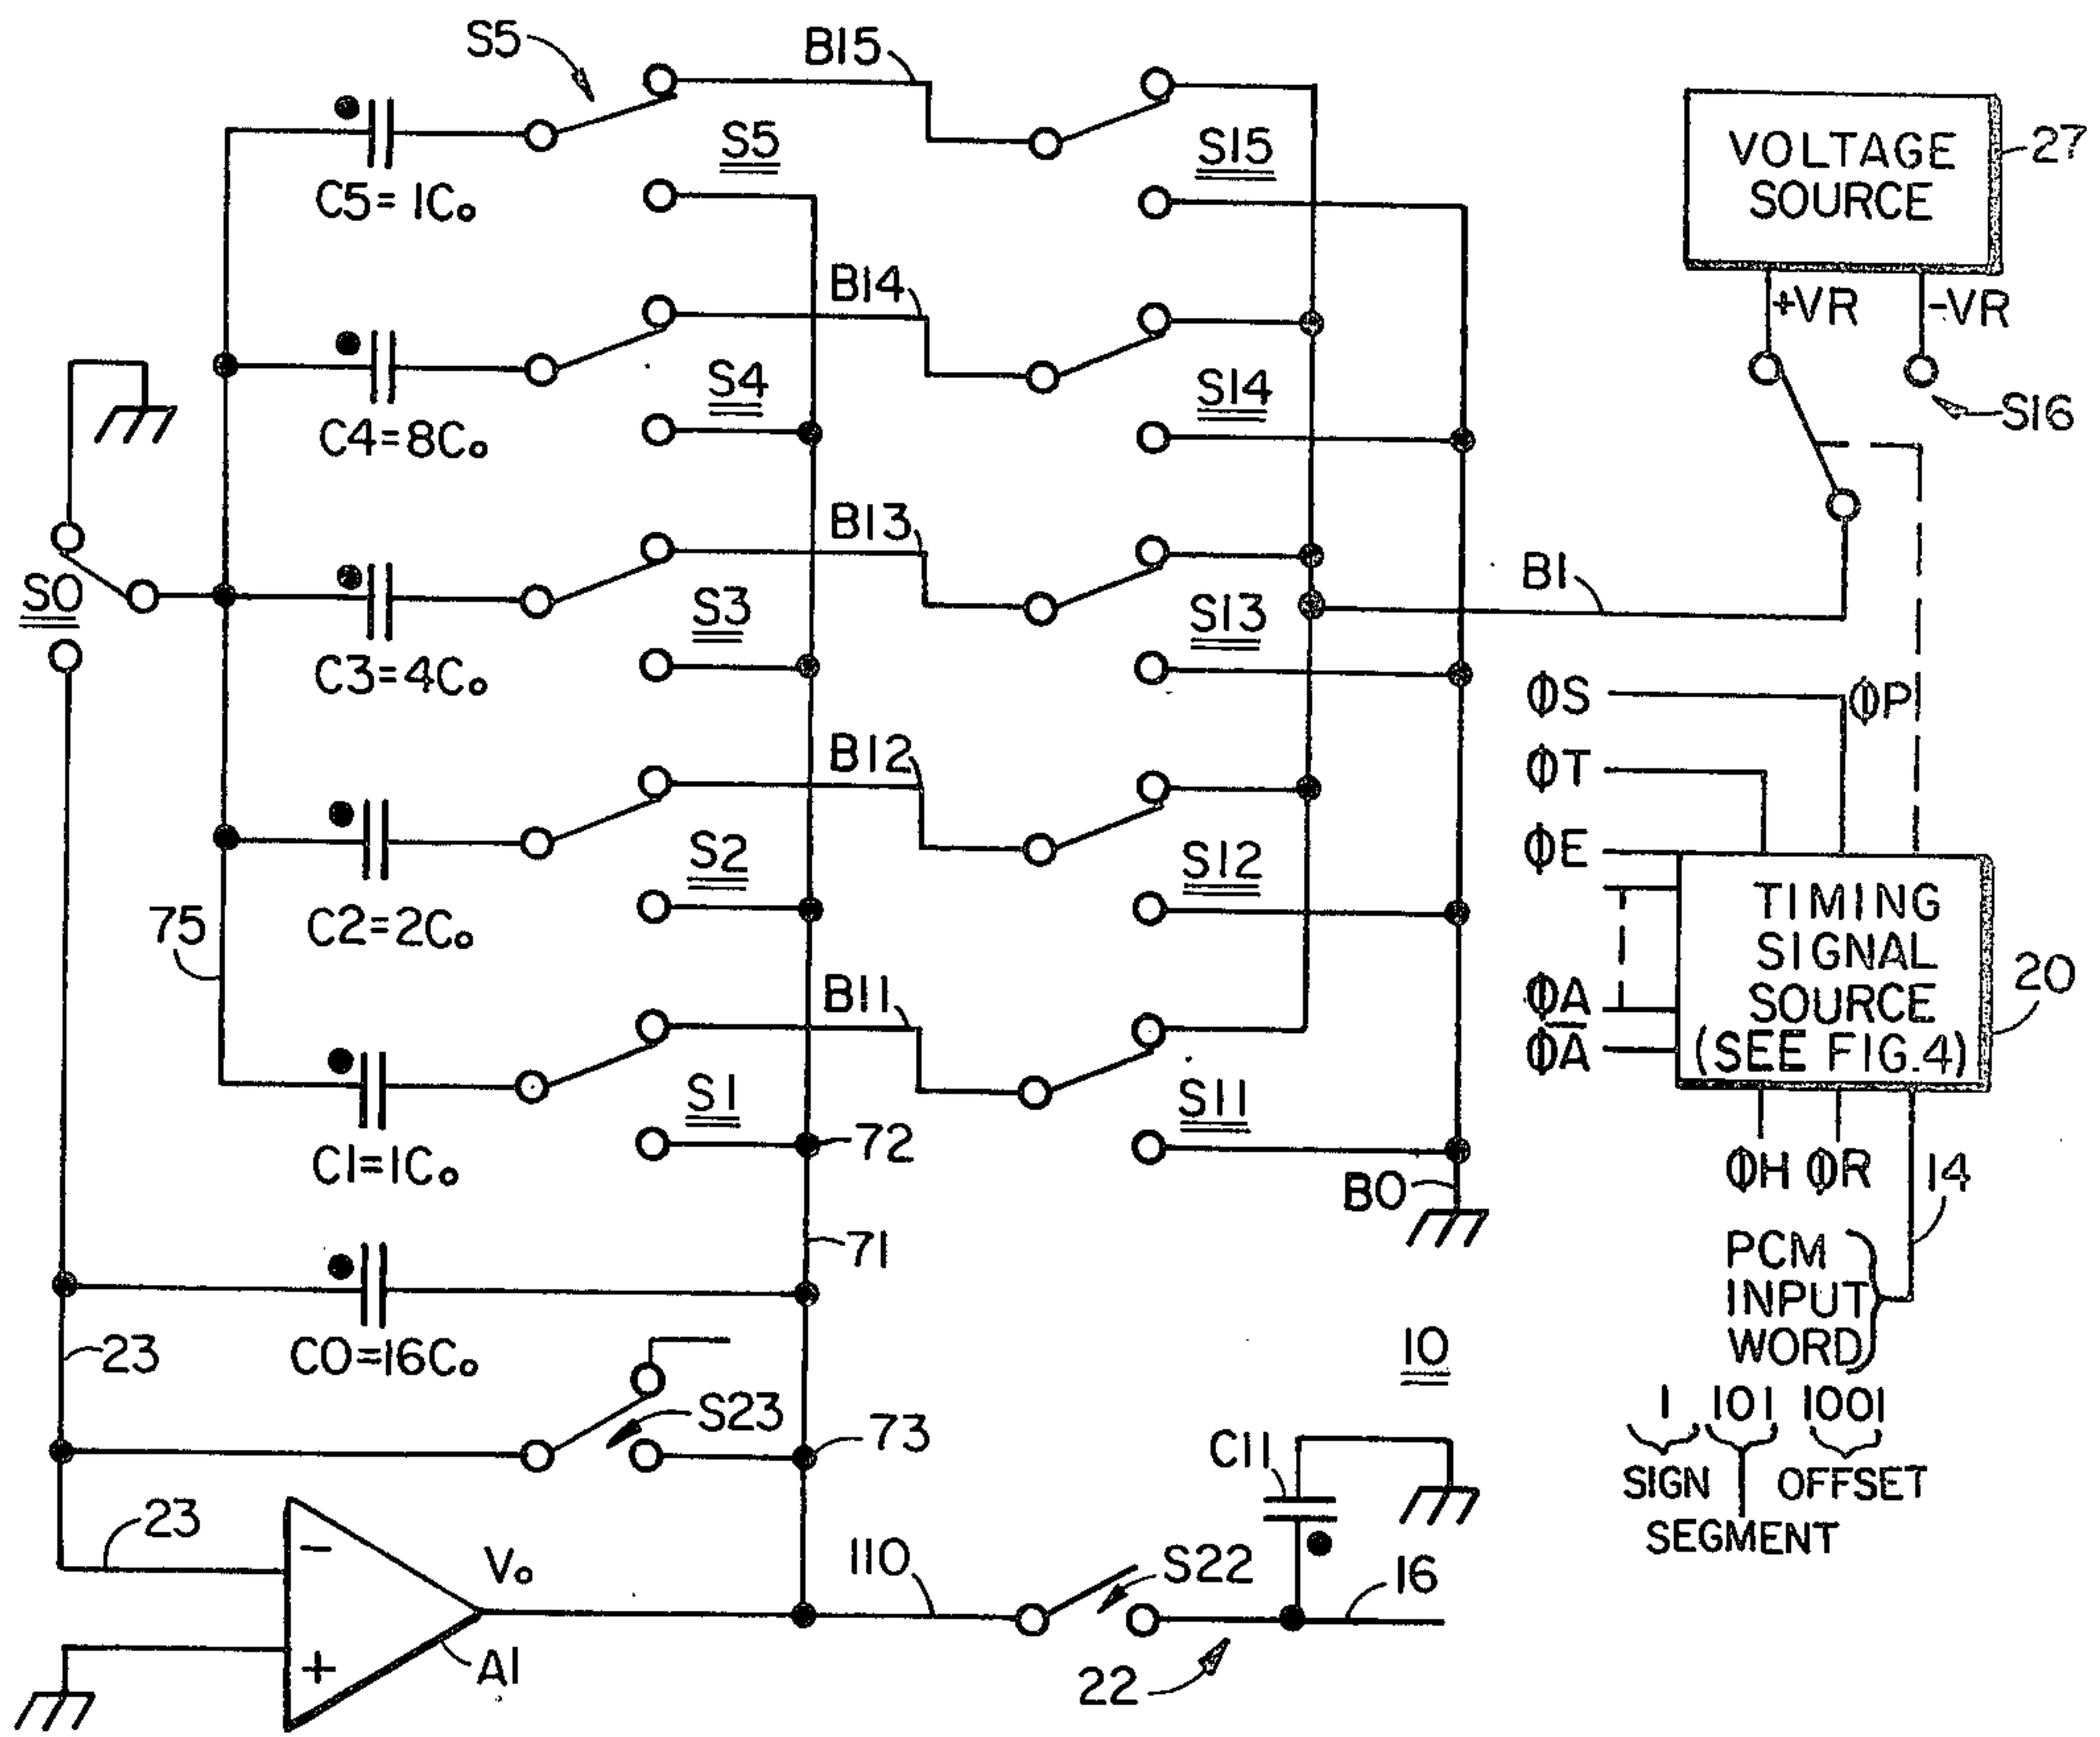 S5
B15
C5=1C₀
S5
S15
VOLTAGE
SOURCE
27
+VR
-VR
S16
B14
C4=8C₀
S4
S14
B13
S0
C3=4C₀
S3
S13
B1
ΦS
ΦP
ΦT
ΦE
B12
C2=2C₀
S2
S12
75
TIMING
SIGNAL
SOURCE
(SEE FIG.4)
20
ΦA
Φ̅A̅
B11
C1=1C₀
S1
S11
72
B0
ΦH
ΦR
14
71
PCM
INPUT
WORD
1 101 1001
SIGN
OFFSET
SEGMENT
C0=16C₀
23
S23
73
10
C11
23
V₀
110
S22
16
A1
22
-
+